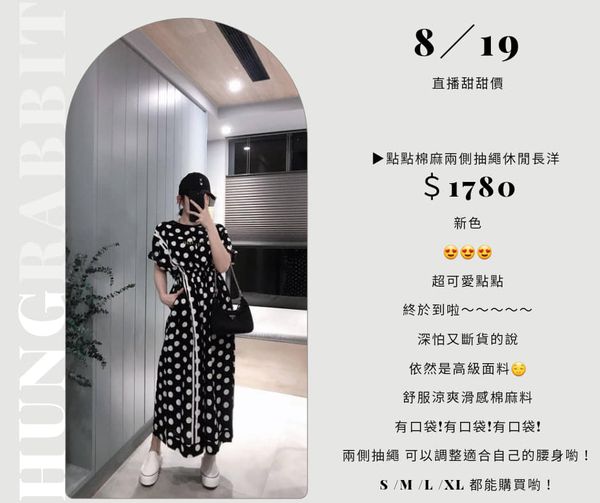 HUNGRABBIT
8／19
直播甜甜價
▶點點棉麻兩側抽繩休閒長洋
＄1780
新色
😍😍😍
超可愛點點
終於到啦～～～～～
深怕又斷貨的說
依然是高級面料😏
舒服涼爽滑感棉麻料
有口袋!有口袋!有口袋!
兩側抽繩 可以調整適合自己的腰身喲！
S /M /L /XL 都能購買喲！